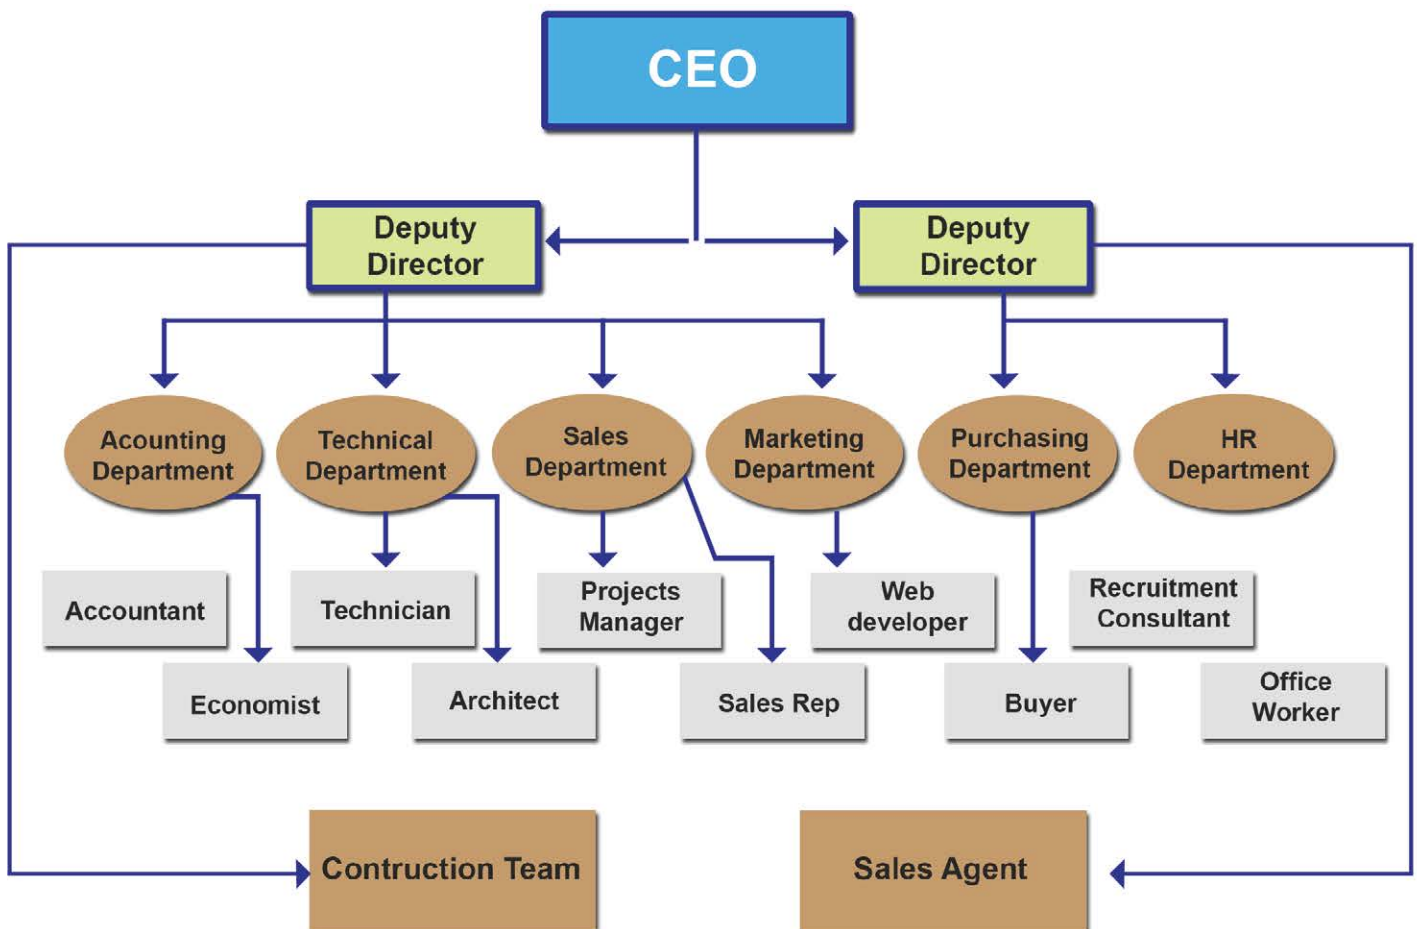 CEO
Deputy
Director
Deputy
Director
Acounting
Department
Technical
Department
Sales
Department
Marketing
Department
Purchasing
Department
HR
Department
Accountant
Technician
Projects
Manager
Web
developer
Recruitment
Consultant
Economist
Architect
Sales Rep
Buyer
Office
Worker
Contruction Team
Sales Agent